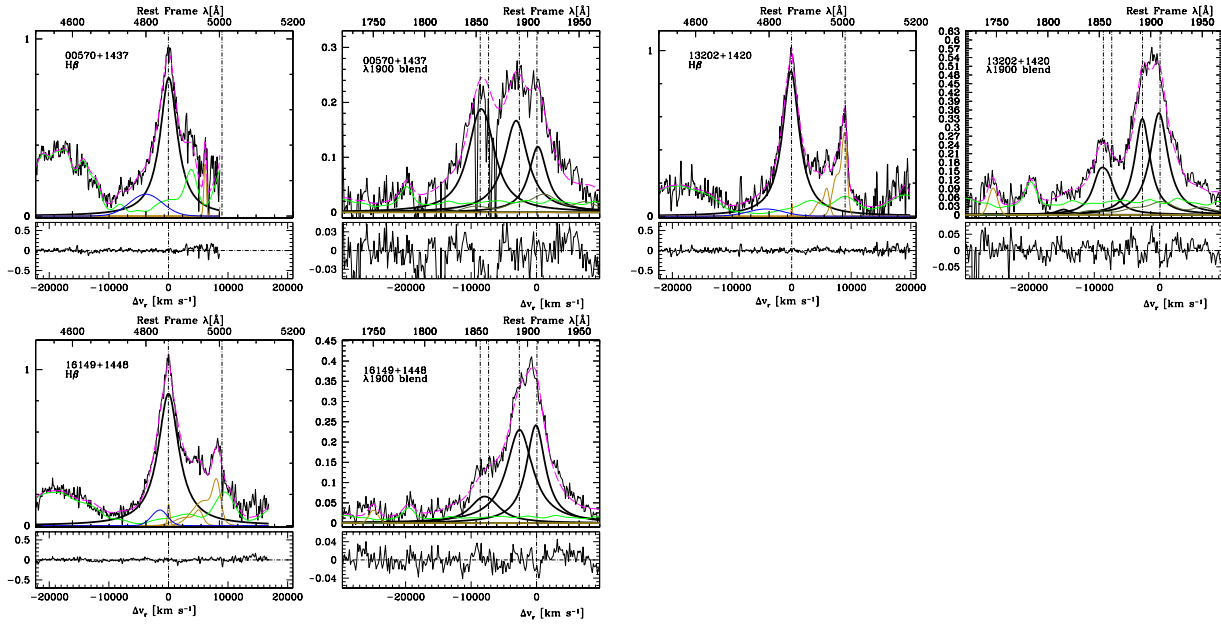 Rest Frame λ[Å]
4600 4800 5000 5200
00570+1437
Hβ
1
0
0.5
0
−0.5
−20000 −10000 0 10000 20000
Δvr [km s⁻¹]
Rest Frame λ[Å]
1750 1800 1850 1900 1950
00570+1437
λ1900 blend
0.3
0.2
0.1
0
0.03
0
−0.03
−20000 −10000 0
Δvr [km s⁻¹]
Rest Frame λ[Å]
4600 4800 5000 5200
13202+1420
Hβ
1
0
0.5
0
−0.5
−20000 −10000 0 10000 20000
Δvr [km s⁻¹]
Rest Frame λ[Å]
1750 1800 1850 1900 1950
13202+1420
λ1900 blend
0.63
0.6
0.57
0.54
0.51
0.48
0.45
0.42
0.39
0.36
0.33
0.3
0.27
0.24
0.21
0.18
0.15
0.12
0.09
0.06
0.03
0
0.05
0
−0.05
−20000 −10000 0
Δvr [km s⁻¹]
Rest Frame λ[Å]
4600 4800 5000 5200
16149+1448
Hβ
1
0
0.5
0
−0.5
−20000 −10000 0 10000 20000
Δvr [km s⁻¹]
Rest Frame λ[Å]
1750 1800 1850 1900 1950
16149+1448
λ1900 blend
0.45
0.4
0.35
0.3
0.25
0.2
0.15
0.1
0.05
0
0.04
0
−0.04
−20000 −10000 0
Δvr [km s⁻¹]